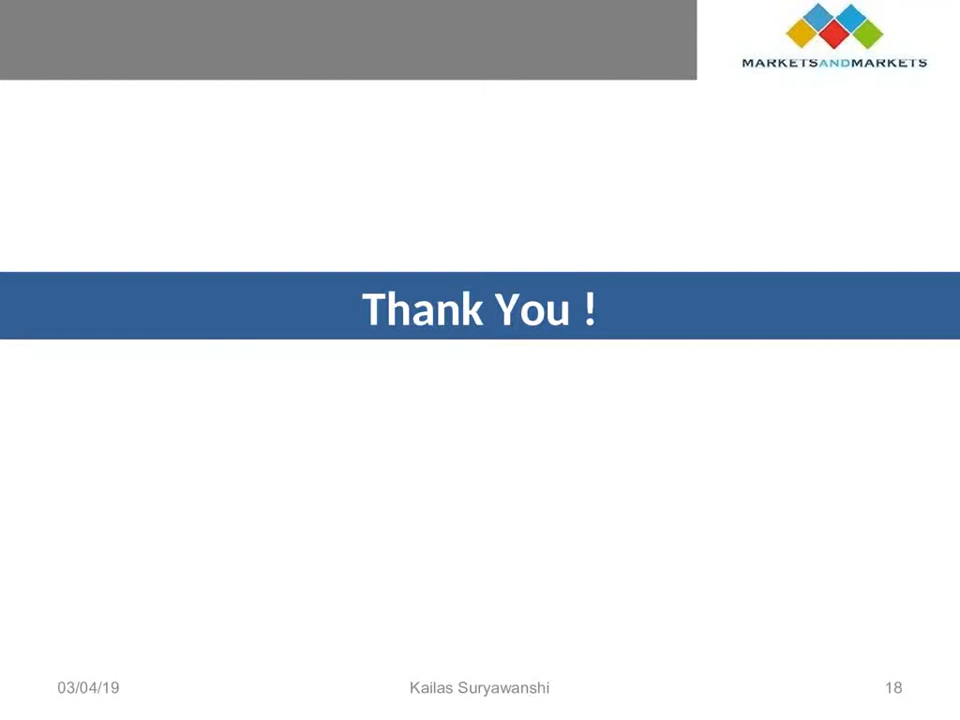 MARKETSANDMARKETS
Thank You !
03/04/19
Kailas Suryawanshi
18